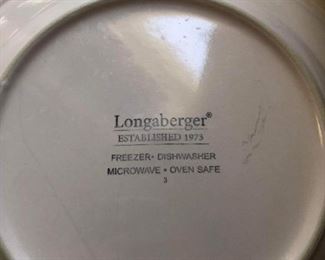 Longaberger®
ESTABLISHED 1973
FREEZER • DISHWASHER
MICROWAVE • OVEN SAFE
3